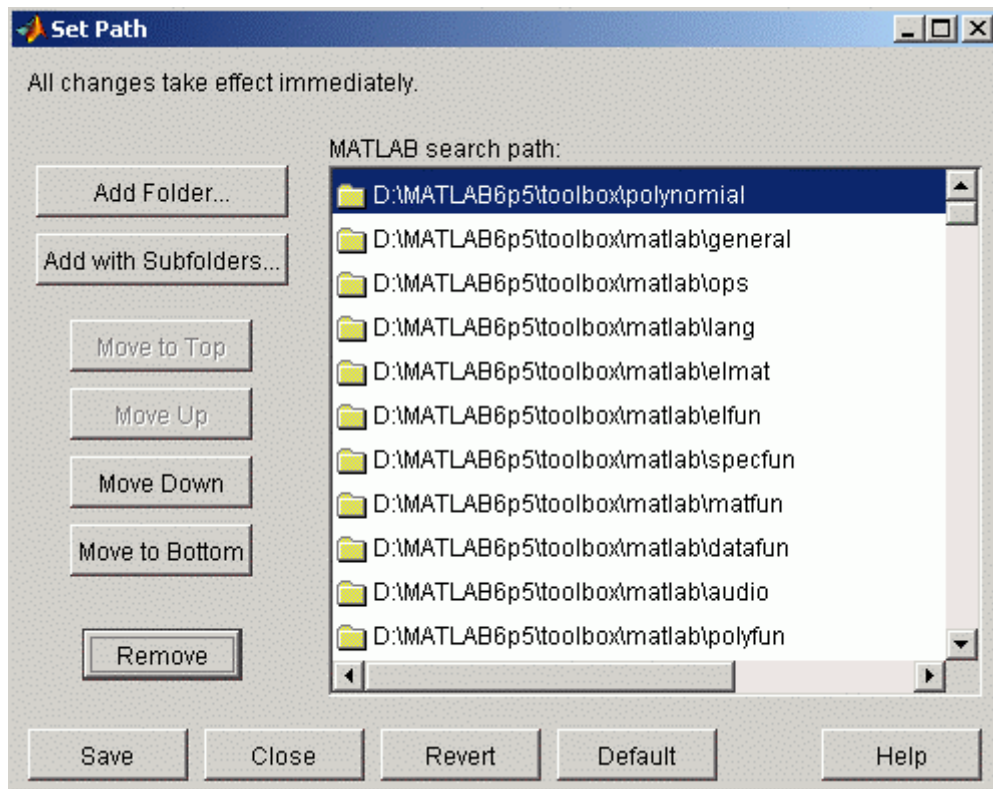 Set Path
All changes take effect immediately.
MATLAB search path:
Add Folder...
Add with Subfolders...
Move to Top
Move Up
Move Down
Move to Bottom
Remove
D:\MATLAB6p5\toolbox\polynomial
D:\MATLAB6p5\toolbox\matlab\general
D:\MATLAB6p5\toolbox\matlab\ops
D:\MATLAB6p5\toolbox\matlab\lang
D:\MATLAB6p5\toolbox\matlab\elmat
D:\MATLAB6p5\toolbox\matlab\elfun
D:\MATLAB6p5\toolbox\matlab\specfun
D:\MATLAB6p5\toolbox\matlab\matfun
D:\MATLAB6p5\toolbox\matlab\datafun
D:\MATLAB6p5\toolbox\matlab\audio
D:\MATLAB6p5\toolbox\matlab\polyfun
Save
Close
Revert
Default
Help